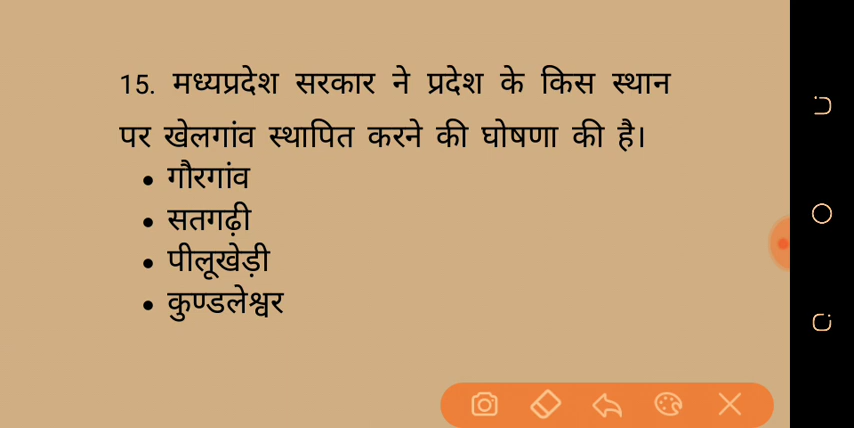 15. मध्यप्रदेश सरकार ने प्रदेश के किस स्थान
पर खेलगांव स्थापित करने की घोषणा की है।
• गौरगांव
• सतगढ़ी
• पीलूखेड़ी
• कुण्डलेश्वर